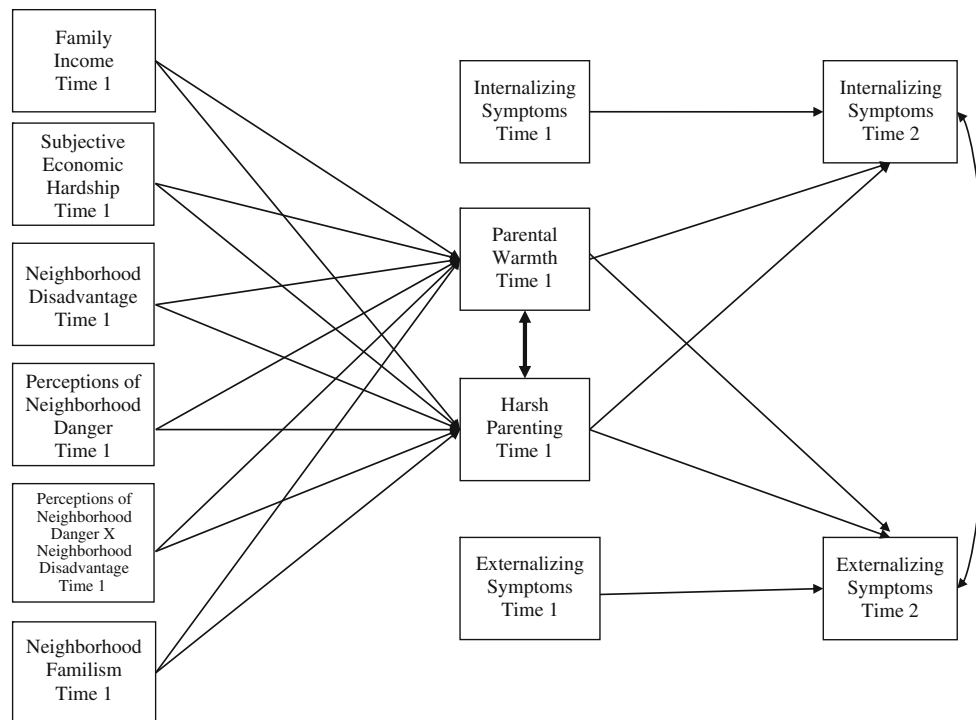 Family
Income
Time 1
Subjective
Economic
Hardship
Time 1
Neighborhood
Disadvantage
Time 1
Perceptions of
Neighborhood
Danger
Time 1
Perceptions of
Neighborhood
Danger X
Neighborhood
Disadvantage
Time 1
Neighborhood
Familism
Time 1
Internalizing
Symptoms
Time 1
Parental
Warmth
Time 1
Harsh
Parenting
Time 1
Externalizing
Symptoms
Time 1
Internalizing
Symptoms
Time 2
Externalizing
Symptoms
Time 2